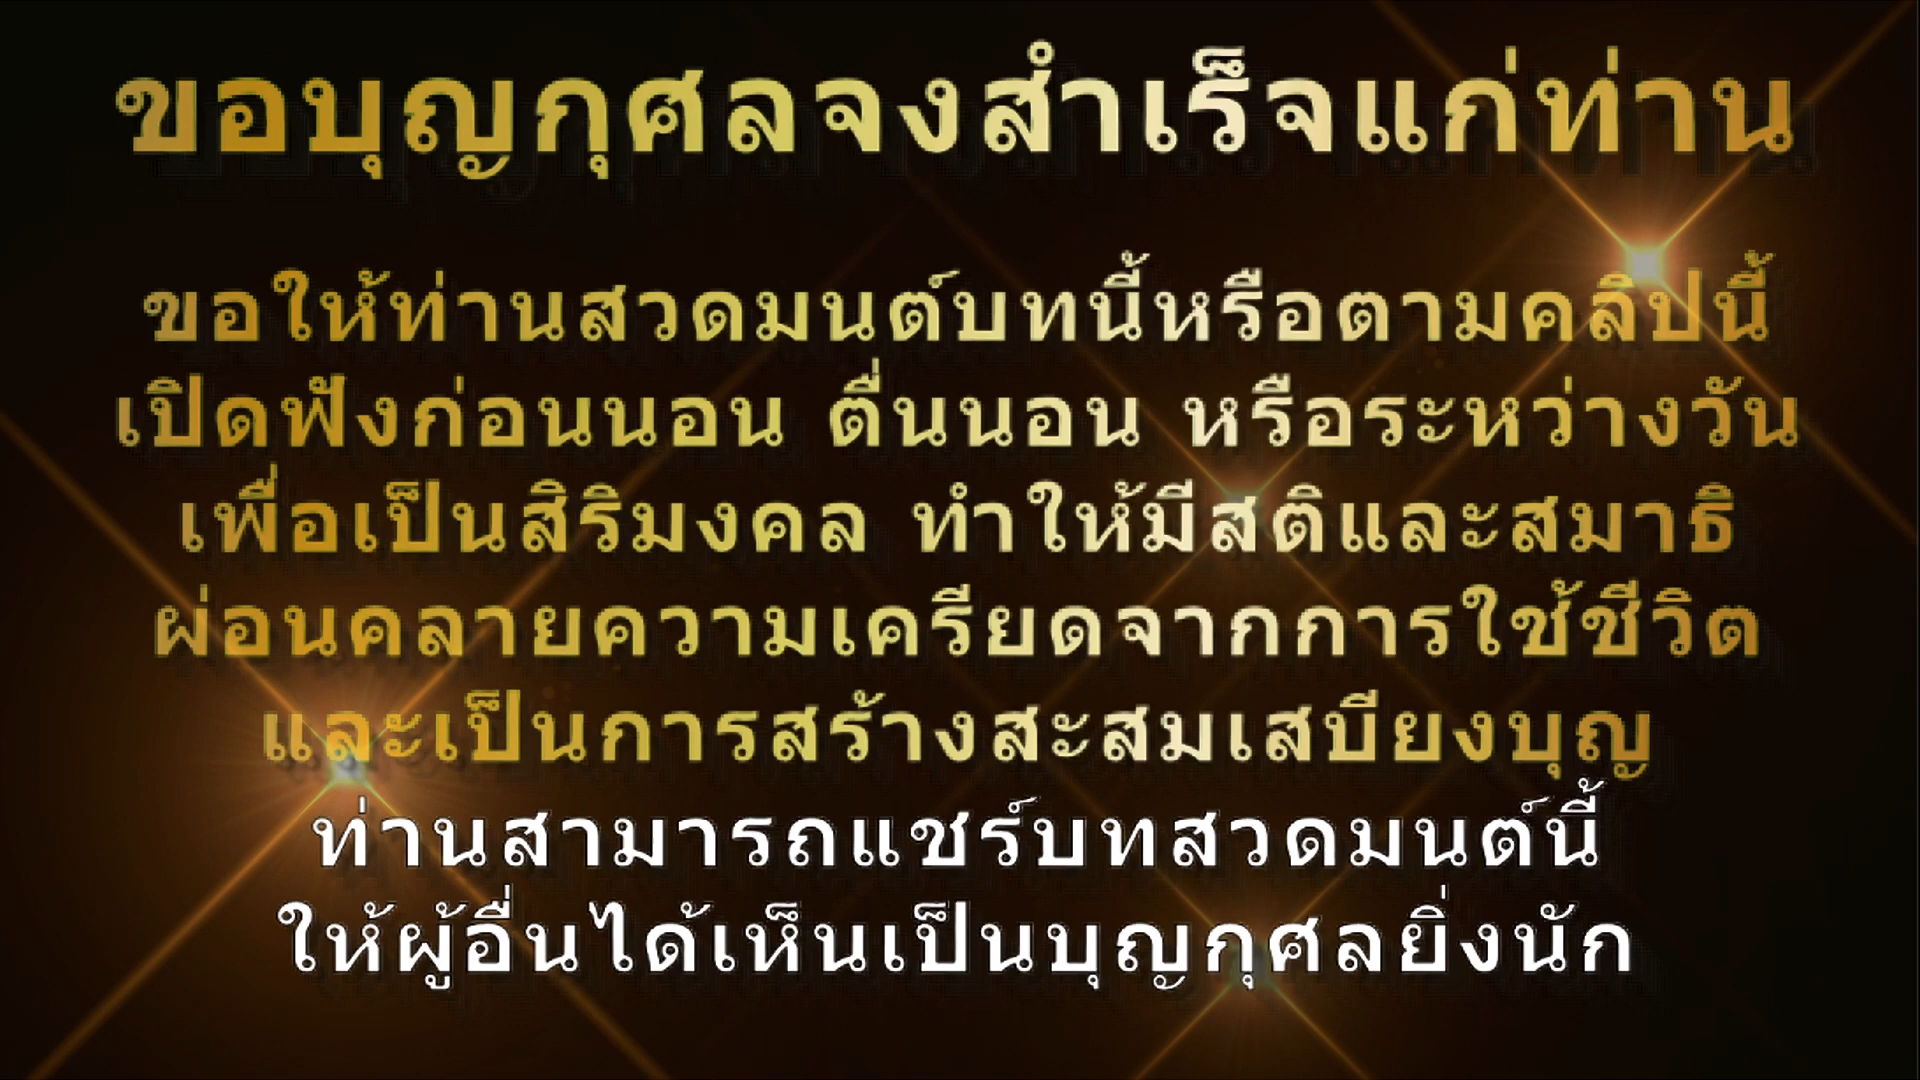 ขอบุญกุศลจงสำเร็จแก่ท่าน
ขอให้ท่านสวดมนต์บทนี้หรือตามคลิปนี้
เปิดฟังก่อนนอน ตื่นนอน หรือระหว่างวัน
เพื่อเป็นสิริมงคล ทำให้มีสติและสมาธิ
ผ่อนคลายความเครียดจากการใช้ชีวิต
และเป็นการสร้างสะสมเสบียงบุญ
ท่านสามารถแชร์บทสวดมนต์นี้
ให้ผู้อื่นได้เห็นเป็นบุญกุศลยิ่งนัก